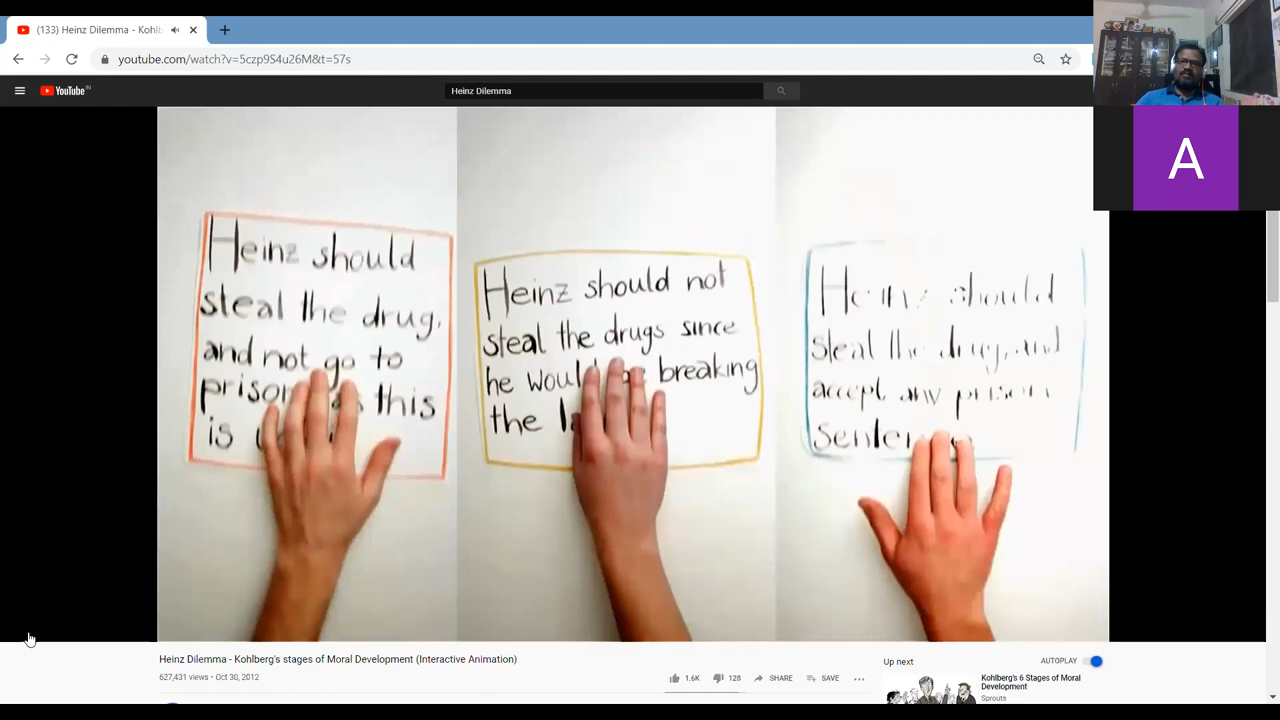 (133) Heinz Dilemma - Kohlb
youtube.com/watch?v=5czp9S4u26M&t=57s
YouTube IN
Heinz Dilemma
A
Heinz should
steal the drug,
and not go to
prison this
is
Heinz should not
steal the drugs since
he would breaking
the
Heinz should
steal the drug, and
accept any prison
Heinz Dilemma - Kohlberg's stages of Moral Development (Interactive Animation)
627,431 views • Oct 30, 2012
1.6K
128
SHARE
SAVE
Up next
AUTOPLAY
Kohlberg's 6 Stages of Moral
Development
Sprouts